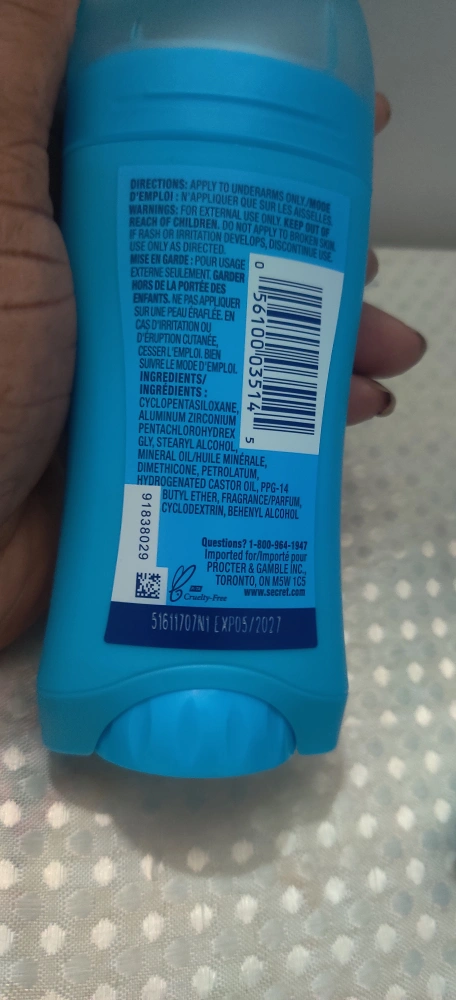 DIRECTIONS: APPLY TO UNDERARMS ONLY./MODE
D'EMPLOI : N'APPLIQUER QUE SUR LES AISSELLES.
WARNINGS: FOR EXTERNAL USE ONLY. KEEP OUT OF
REACH OF CHILDREN. DO NOT APPLY TO BROKEN SKIN.
IF RASH OR IRRITATION DEVELOPS, DISCONTINUE USE.
USE ONLY AS DIRECTED.
MISE EN GARDE : POUR USAGE
EXTERNE SEULEMENT. GARDER
HORS DE LA PORTÉE DES
ENFANTS. NE PAS APPLIQUER
SUR UNE PEAU ÉRAFLÉE. EN
CAS D'IRRITATION OU
D'ÉRUPTION CUTANÉE,
CESSER L'EMPLOI. BIEN
SUIVRE LE MODE D'EMPLOI.
INGREDIENTS/
INGRÉDIENTS :
CYCLOPENTASILOXANE,
ALUMINUM ZIRCONIUM
PENTACHLOROHYDREX
GLY, STEARYL ALCOHOL,
MINERAL OIL/HUILE MINÉRALE,
DIMETHICONE, PETROLATUM,
HYDROGENATED CASTOR OIL, PPG-14
BUTYL ETHER, FRAGRANCE/PARFUM,
CYCLODEXTRIN, BEHENYL ALCOHOL
0 56100 03514 5
91838029
Questions? 1-800-964-1947
Imported for/Importé pour
PROCTER & GAMBLE INC.,
TORONTO, ON M5W 1C5
www.secret.com
Cruelty-Free
51611707N1 EXP05/2027